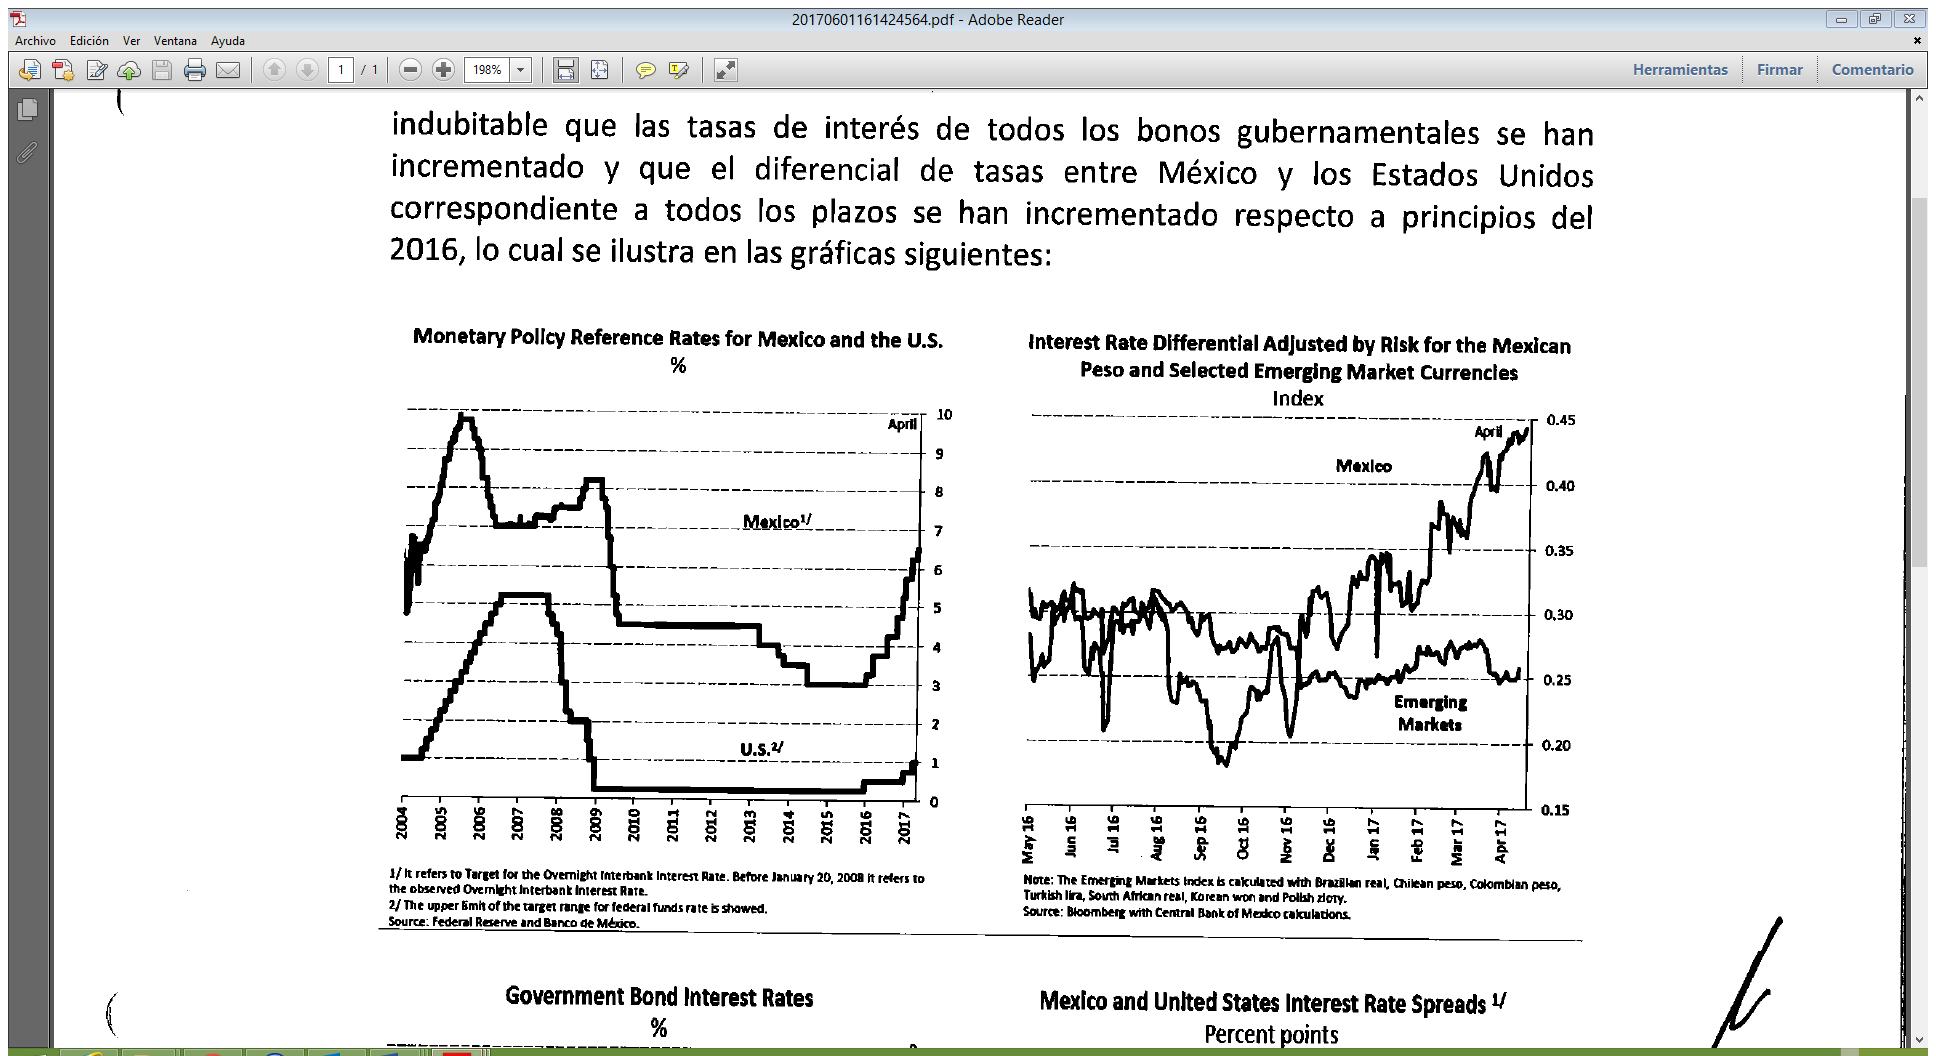 20170601161424564.pdf - Adobe Reader
Archivo Edición Ver Ventana Ayuda
1 / 1 198% Herramientas Firmar Comentario
indubitable que las tasas de interés de todos los bonos gubernamentales se han
incrementado y que el diferencial de tasas entre México y los Estados Unidos
correspondiente a todos los plazos se han incrementado respecto a principios del
2016, lo cual se ilustra en las gráficas siguientes:
Monetary Policy Reference Rates for Mexico and the U.S.
%
April
10
9
8
7
6
5
4
3
2
1
0
Mexico1/
U.S.2/
2004 2005 2006 2007 2008 2009 2010 2011 2012 2013 2014 2015 2016 2017
1/ It refers to Target for the Overnight Interbank Interest Rate. Before January 20, 2008 it refers to
the observed Overnight Interbank Interest Rate.
2/ The upper limit of the target range for federal funds rate is showed.
Source: Federal Reserve and Banco de México.
Interest Rate Differential Adjusted by Risk for the Mexican
Peso and Selected Emerging Market Currencies
Index
April
Mexico
0.45
0.40
0.35
0.30
0.25
0.20
0.15
Emerging
Markets
May 16 Jun 16 Jul 16 Aug 16 Sep 16 Oct 16 Nov 16 Dec 16 Jan 17 Feb 17 Mar 17 Apr 17
Note: The Emerging Markets Index is calculated with Brazilian real, Chilean peso, Colombian peso,
Turkish lira, South African real, Korean won and Polish zloty.
Source: Bloomberg with Central Bank of Mexico calculations.
Government Bond Interest Rates
%
Mexico and United States Interest Rate Spreads 1/
Percent points